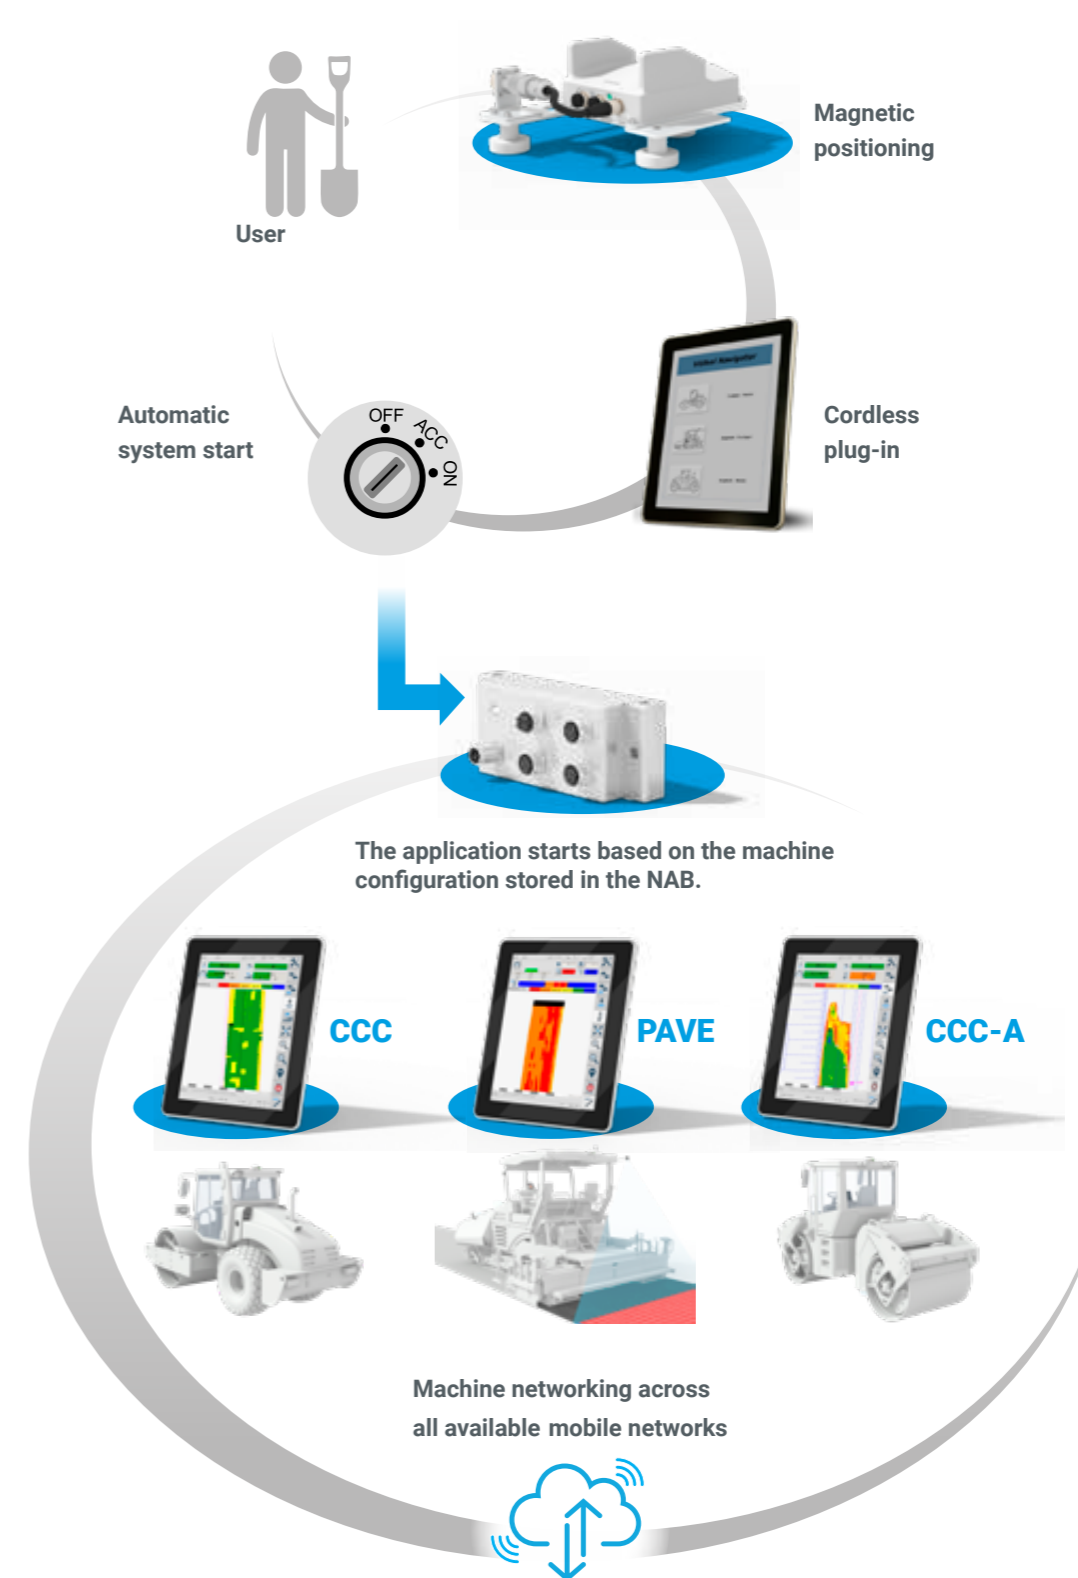 Magnetic
positioning
User
Automatic
system start
OFF
ACC
ON
Cordless
plug-in
The application starts based on the machine
configuration stored in the NAB.
CCC
PAVE
CCC-A
Machine networking across
all available mobile networks